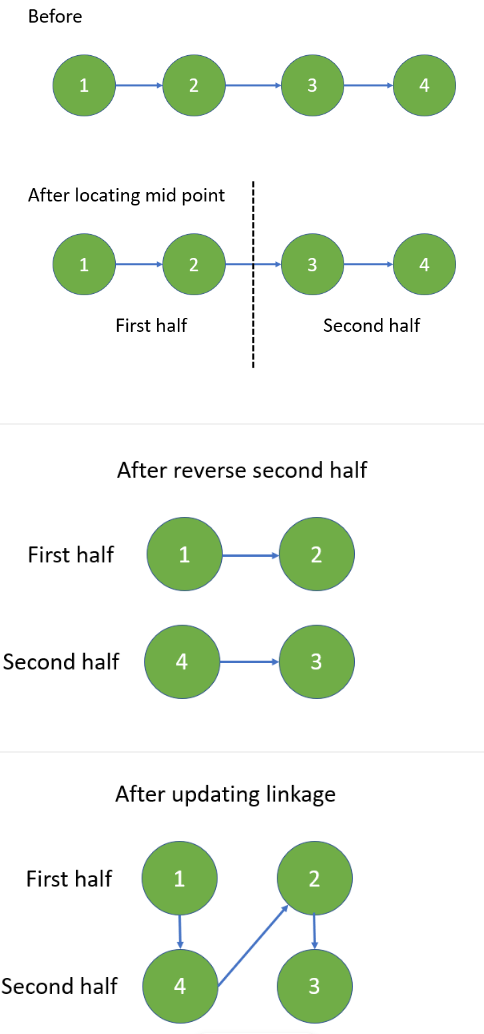 Before
1 2 3 4
After locating mid point
1 2 3 4
First half Second half
After reverse second half
First half 1 2
Second half 4 3
After updating linkage
First half 1 2
Second half 4 3